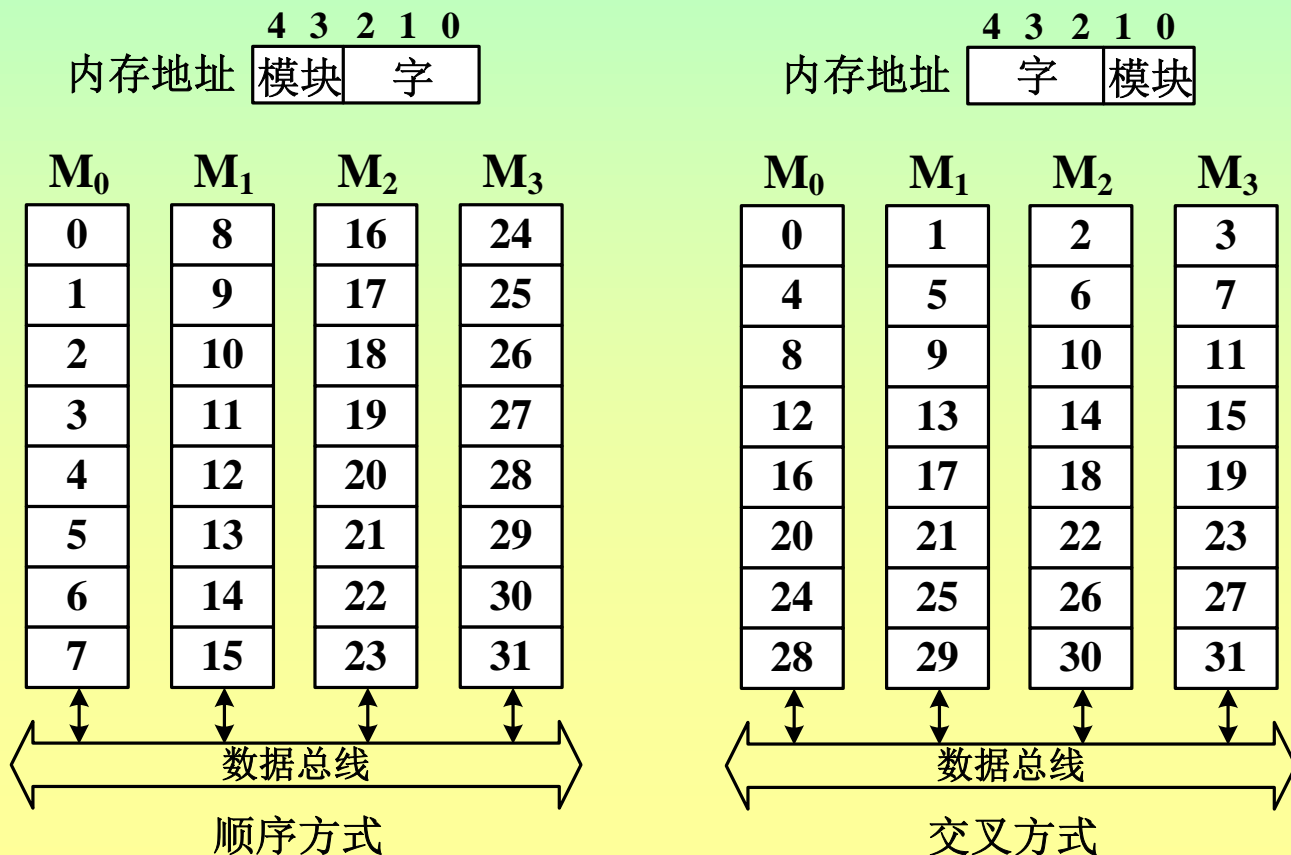 4 3 2 1 0
内存地址 模块 字
M₀ M₁ M₂ M₃
0 8 16 24
1 9 17 25
2 10 18 26
3 11 19 27
4 12 20 28
5 13 21 29
6 14 22 30
7 15 23 31
数据总线
顺序方式
4 3 2 1 0
内存地址 字 模块
M₀ M₁ M₂ M₃
0 1 2 3
4 5 6 7
8 9 10 11
12 13 14 15
16 17 18 19
20 21 22 23
24 25 26 27
28 29 30 31
数据总线
交叉方式